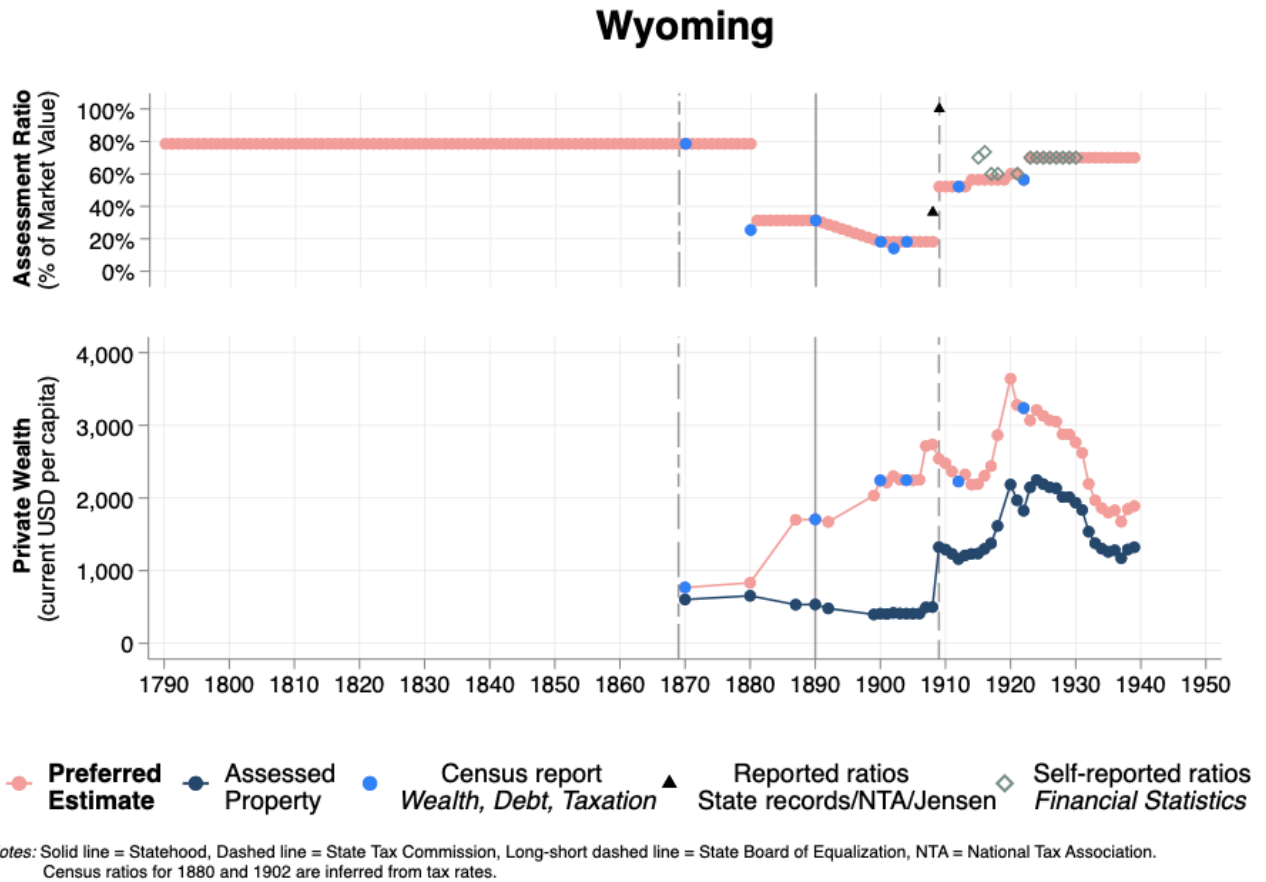 Wyoming
Assessment Ratio
(% of Market Value)
100%
80%
60%
40%
20%
0%
Private Wealth
(current USD per capita)
4,000
3,000
2,000
1,000
0
1790 1800 1810 1820 1830 1840 1850 1860 1870 1880 1890 1900 1910 1920 1930 1940 1950
Preferred Estimate
Assessed Property
Census report
Wealth, Debt, Taxation
Reported ratios
State records/NTA/Jensen
Self-reported ratios
Financial Statistics
otes: Solid line = Statehood, Dashed line = State Tax Commission, Long-short dashed line = State Board of Equalization, NTA = National Tax Association.
Census ratios for 1880 and 1902 are inferred from tax rates.